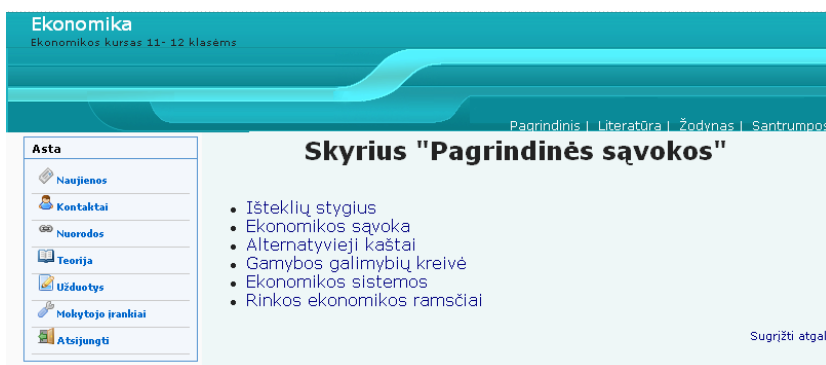 Ekonomika
Ekonomikos kursas 11- 12 klasėms
Pagrindinis | Literatūra | Žodynas | Santrumpos
Asta
Naujienos
Kontaktai
Nuorodos
Teorija
Užduotys
Mokytojo įrankiai
Atsijungti
Skyrius "Pagrindinės sąvokos"
Išteklių stygius
Ekonomikos sąvoka
Alternatyvieji kaštai
Gamybos galimybių kreivė
Ekonomikos sistemos
Rinkos ekonomikos ramsčiai
Sugrįžti atgal